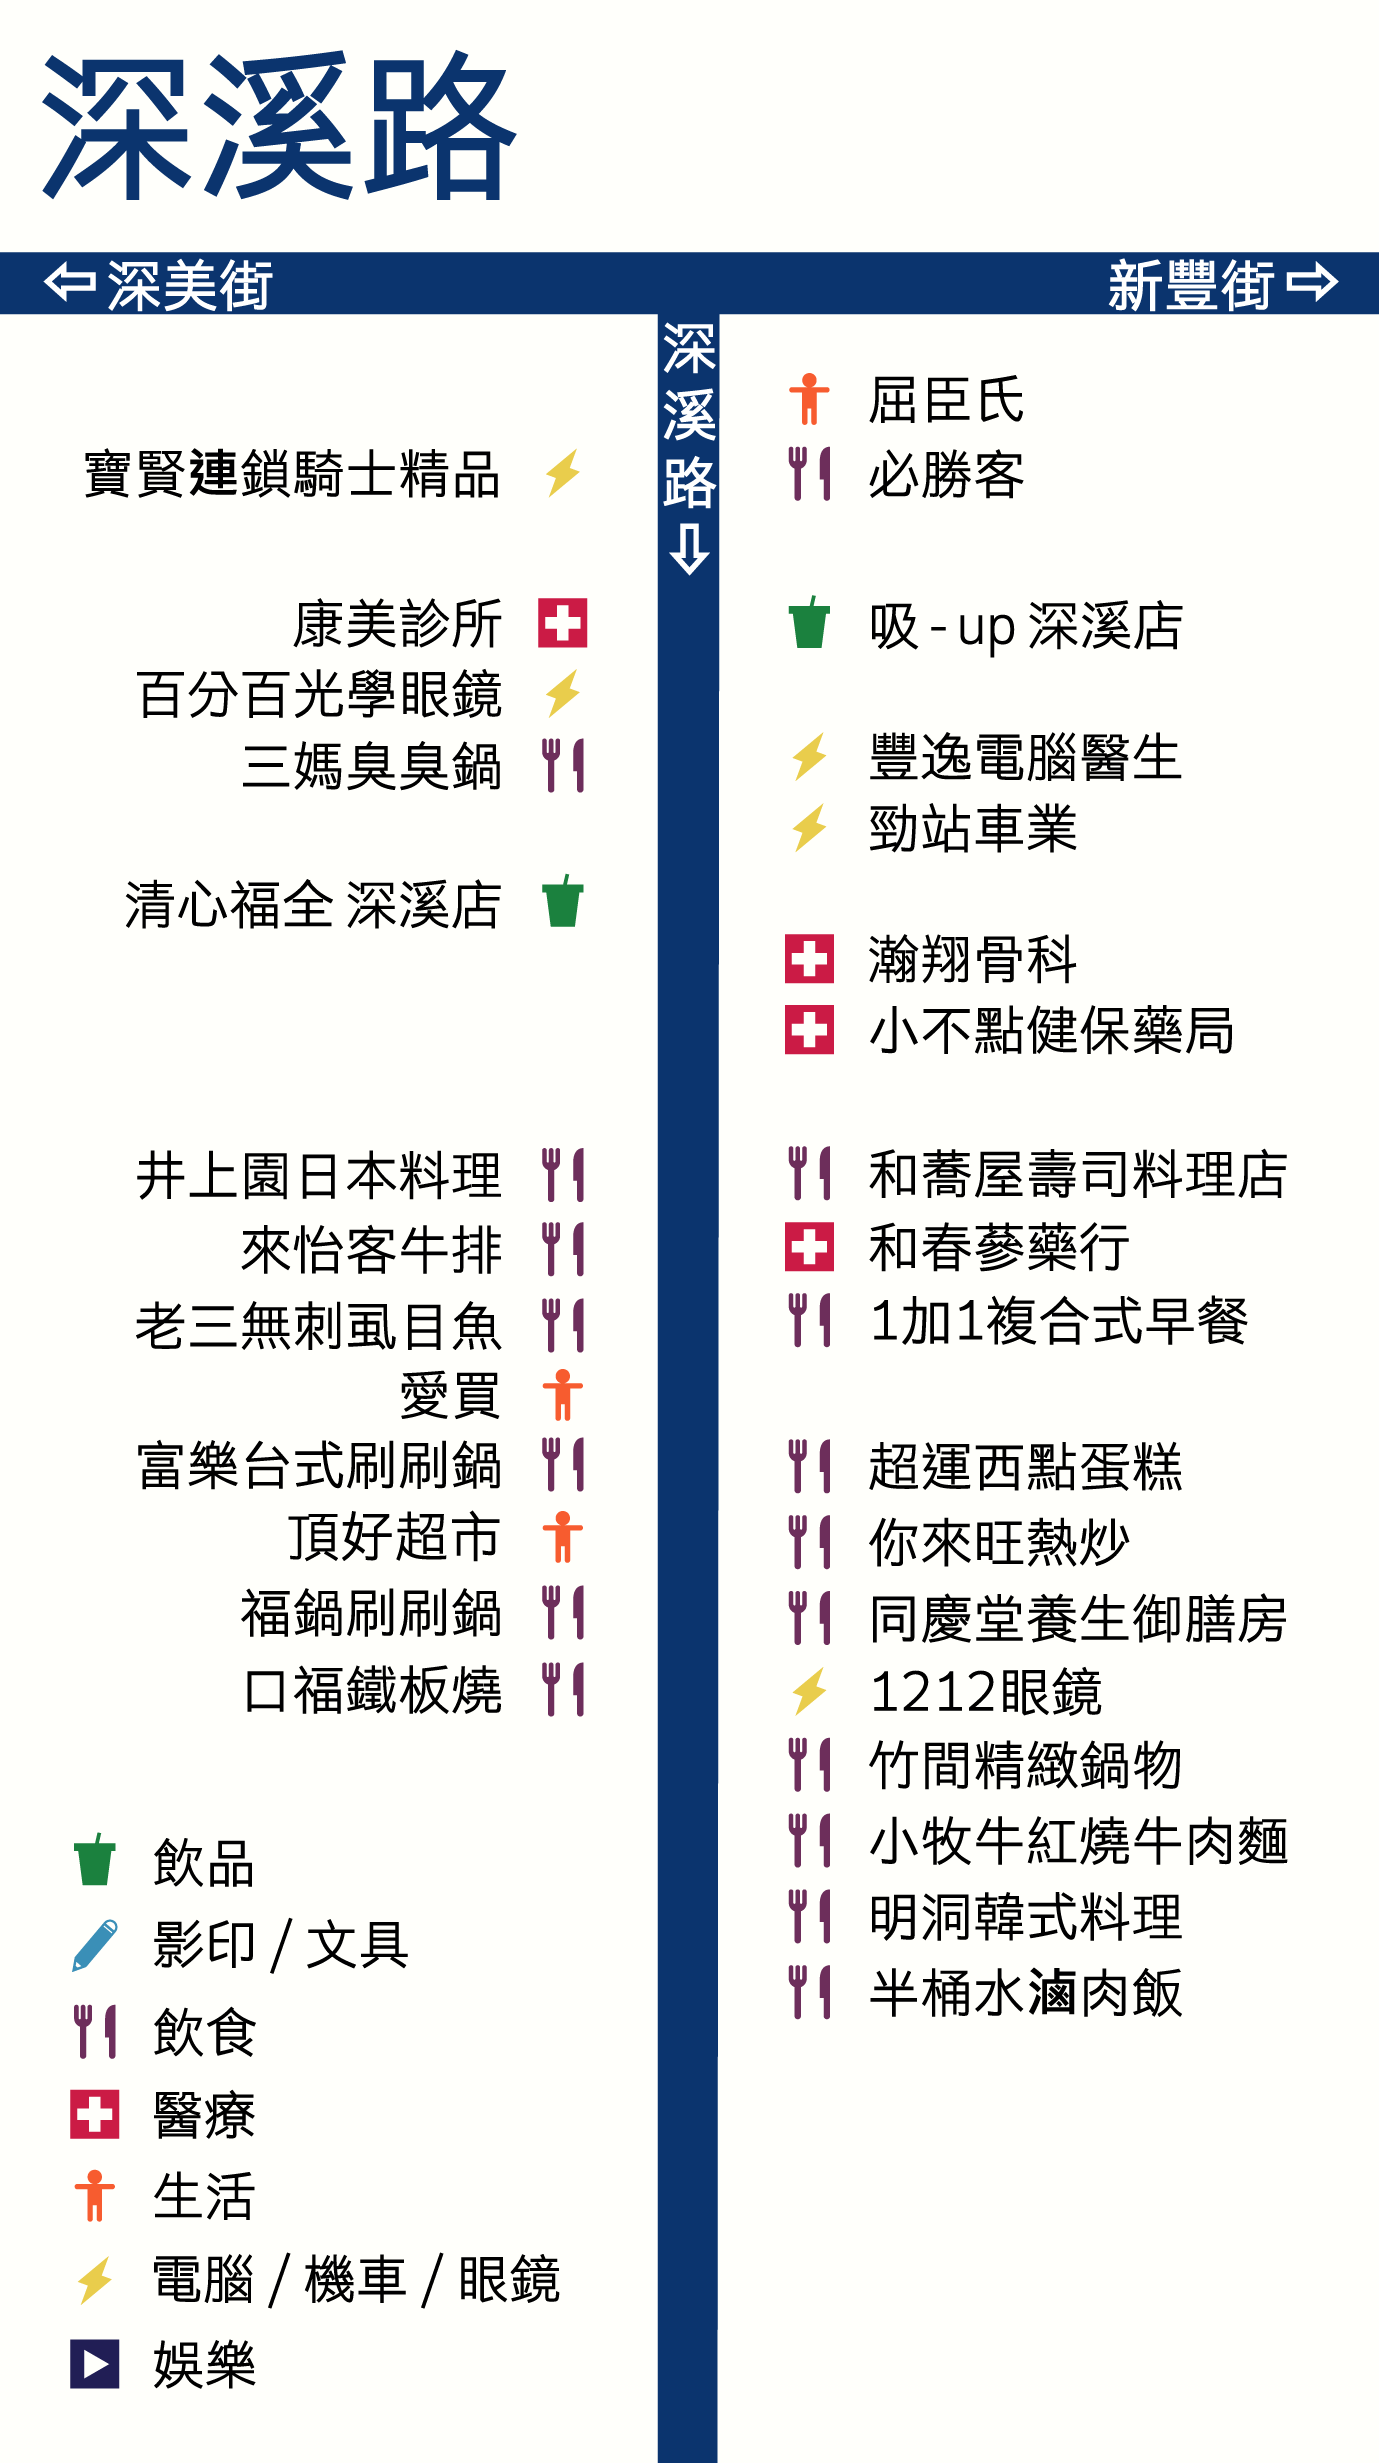 深溪路
深美街
新豐街
深溪路
寶賢連鎖騎士精品
康美診所
百分百光學眼鏡
三媽臭臭鍋
清心福全 深溪店
井上園日本料理
來怡客牛排
老三無刺虱目魚
愛買
富樂台式刷刷鍋
頂好超市
福鍋刷刷鍋
口福鐵板燒
屈臣氏
必勝客
吸-up 深溪店
豐逸電腦醫生
勁站車業
瀚翔骨科
小不點健保藥局
和蕎屋壽司料理店
和春蔘藥行
1加1複合式早餐
超運西點蛋糕
你來旺熱炒
同慶堂養生御膳房
1212眼鏡
竹間精緻鍋物
小牧牛紅燒牛肉麵
明洞韓式料理
半桶水滷肉飯
飲品
影印 / 文具
飲食
醫療
生活
電腦 / 機車 / 眼鏡
娛樂